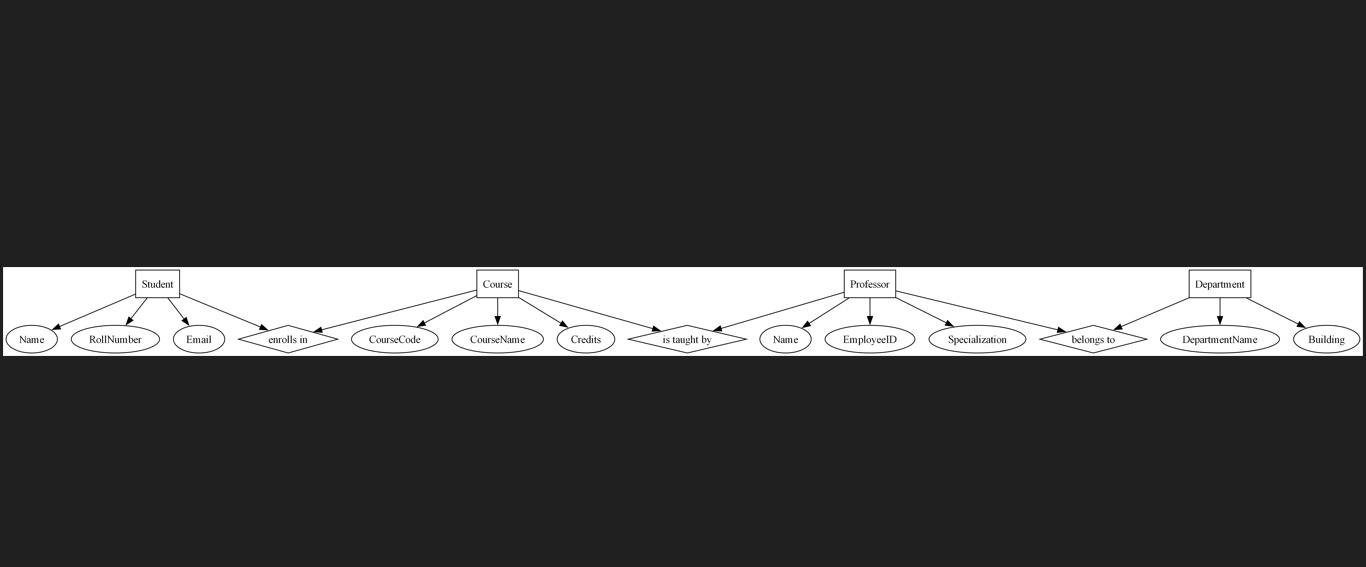 Student
Course
Professor
Department
Name
RollNumber
Email
enrolls in
CourseCode
CourseName
Credits
is taught by
Name
EmployeeID
Specialization
belongs to
DepartmentName
Building